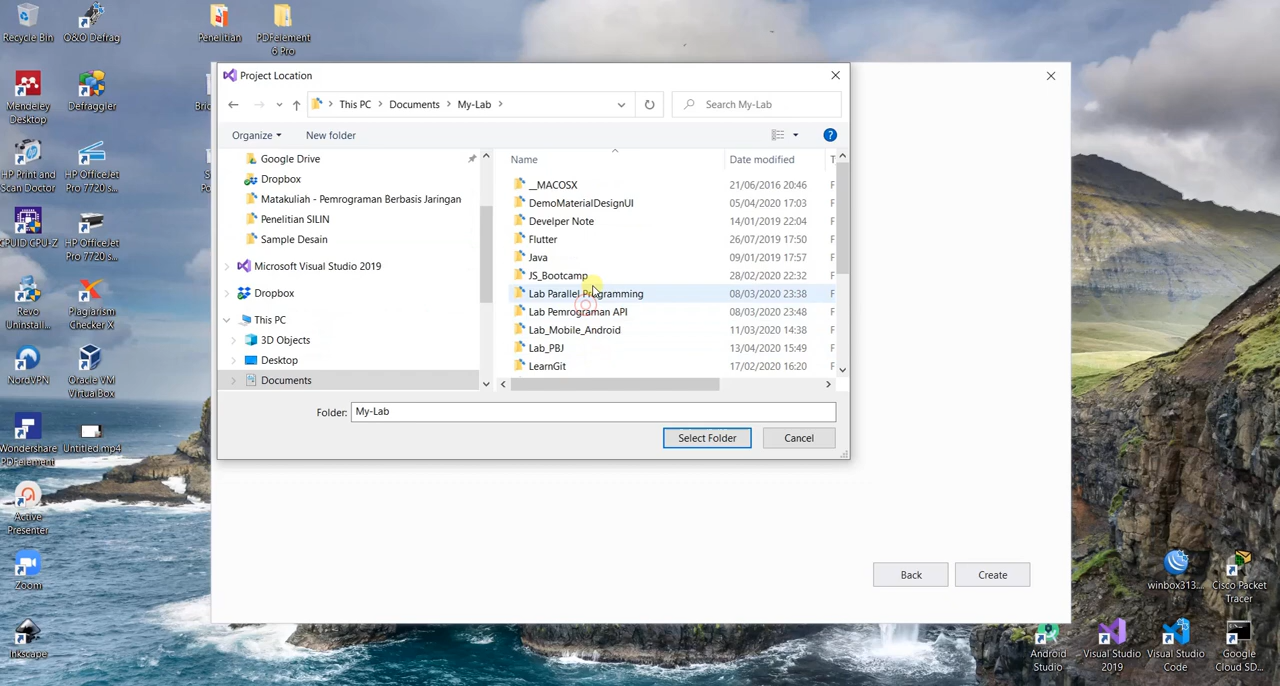 Recycle Bin
O&O Defrag
Penelitian
PDFelement
6 Pro
Mendeley
Desktop
Defraggler
HP Print and
Scan Doctor
HP OfficeJet
Pro 7720 s...
CPUID CPU-Z
HP OfficeJet
Pro 7720 s...
Revo
Uninstall...
Plagiarism
Checker X
NordVPN
Oracle VM
VirtualBox
Wondershare
PDFelement
Untitled.mp4
Active
Presenter
Zoom
Inkscape
Project Location
This PC
Documents
My-Lab
Search My-Lab
Organize
New folder
Google Drive
Dropbox
Matakuliah - Pemrograman Berbasis Jaringan
Penelitian SILIN
Sample Desain
Microsoft Visual Studio 2019
Dropbox
This PC
3D Objects
Desktop
Documents
Name Date modified T
__MACOSX 21/06/2016 20:46 F
DemoMaterialDesignUI 05/04/2020 17:03 F
Develper Note 14/01/2019 22:04 F
Flutter 26/07/2019 17:50 F
Java 09/01/2019 17:57 F
JS_Bootcamp 28/02/2020 22:32 F
Lab Parallel Programming 08/03/2020 23:38 F
Lab Pemrograman API 08/03/2020 23:48 F
Lab_Mobile_Android 11/03/2020 14:38 F
Lab_PBJ 13/04/2020 15:49 F
LearnGit 17/02/2020 16:20 F
Folder: My-Lab
Select Folder
Cancel
Back
Create
winbox313...
Cisco Packet
Tracer
Android
Studio
Visual Studio
2019
Visual Studio
Code
Google
Cloud SD...